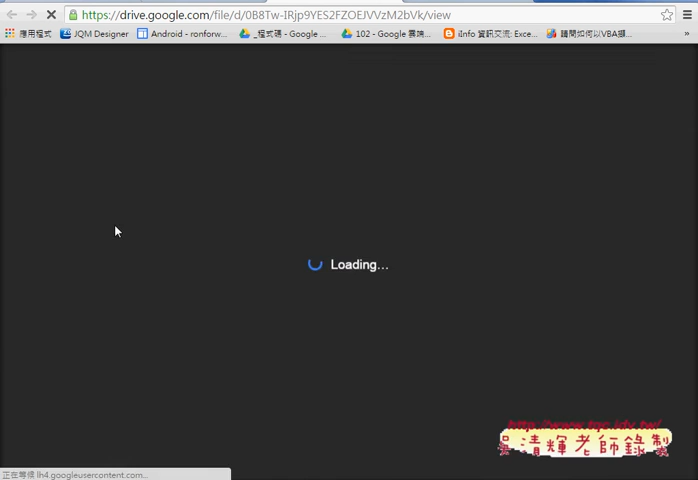 https://drive.google.com/file/d/0B8Tw-IRjp9YES2FZOEJVVzM2bVk/view
應用程式 JQM Designer Android - ronforw... _程式碼 - Google ... 102 - Google 雲端... iInfo 資訊交流: Exce... 請問如何以VBA擷... »
Loading...
吳清輝老師錄製
正在等候 lh4.googleusercontent.com...